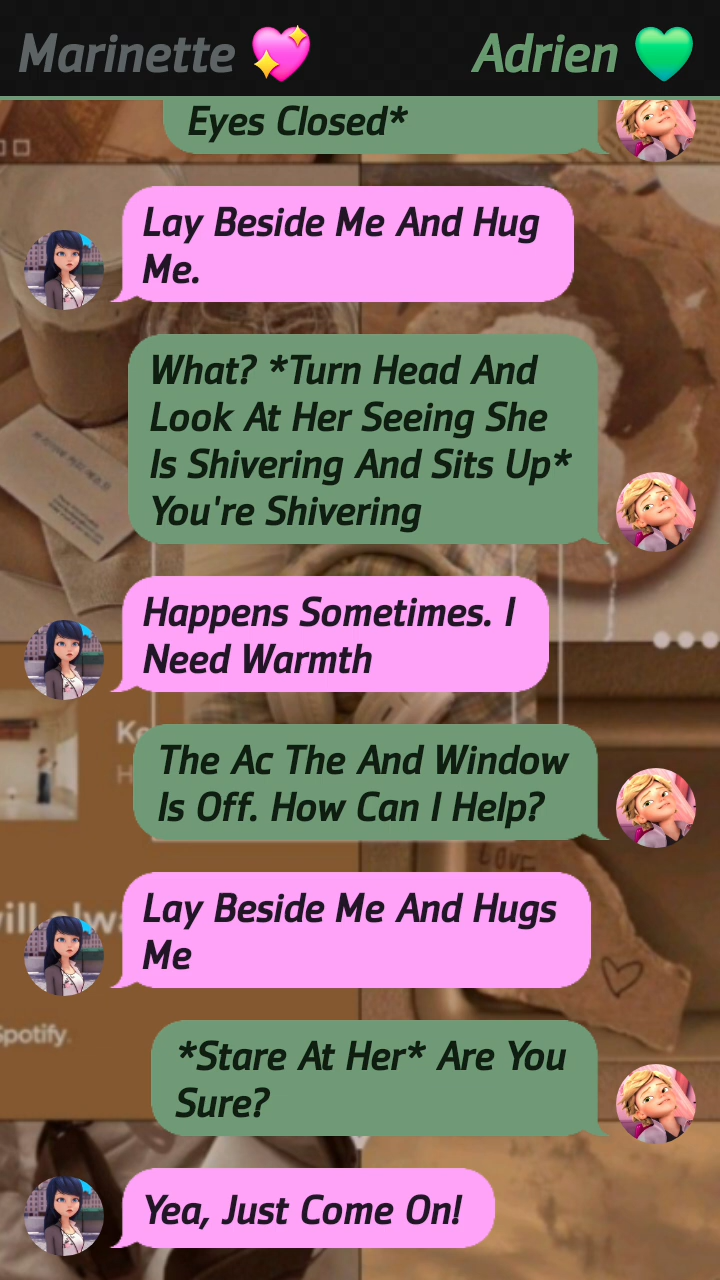 Marinette 💖 Adrien 💚
Eyes Closed*
Lay Beside Me And Hug
Me.
What? *Turn Head And
Look At Her Seeing She
Is Shivering And Sits Up*
You're Shivering
Happens Sometimes. I
Need Warmth
The Ac The And Window
Is Off. How Can I Help?
LOVE
Lay Beside Me And Hugs
Me
Spotify.
*Stare At Her* Are You
Sure?
Yea, Just Come On!